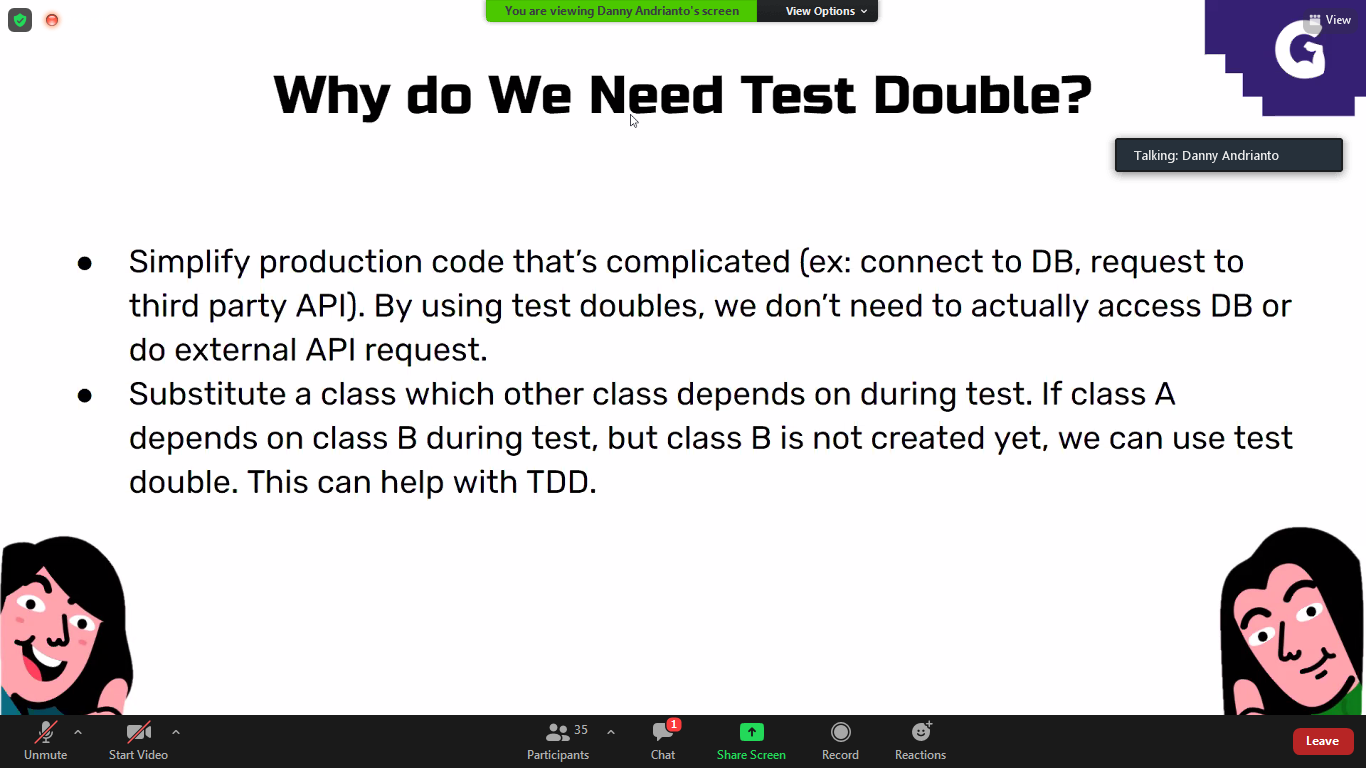 You are viewing Danny Andrianto's screen
View Options
View
G
Why do We Need Test Double?
Talking: Danny Andrianto
● Simplify production code that's complicated (ex: connect to DB, request to
third party API). By using test doubles, we don't need to actually access DB or
do external API request.
● Substitute a class which other class depends on during test. If class A
depends on class B during test, but class B is not created yet, we can use test
double. This can help with TDD.
Unmute
Start Video
35
Participants
1
Chat
Share Screen
Record
Reactions
Leave